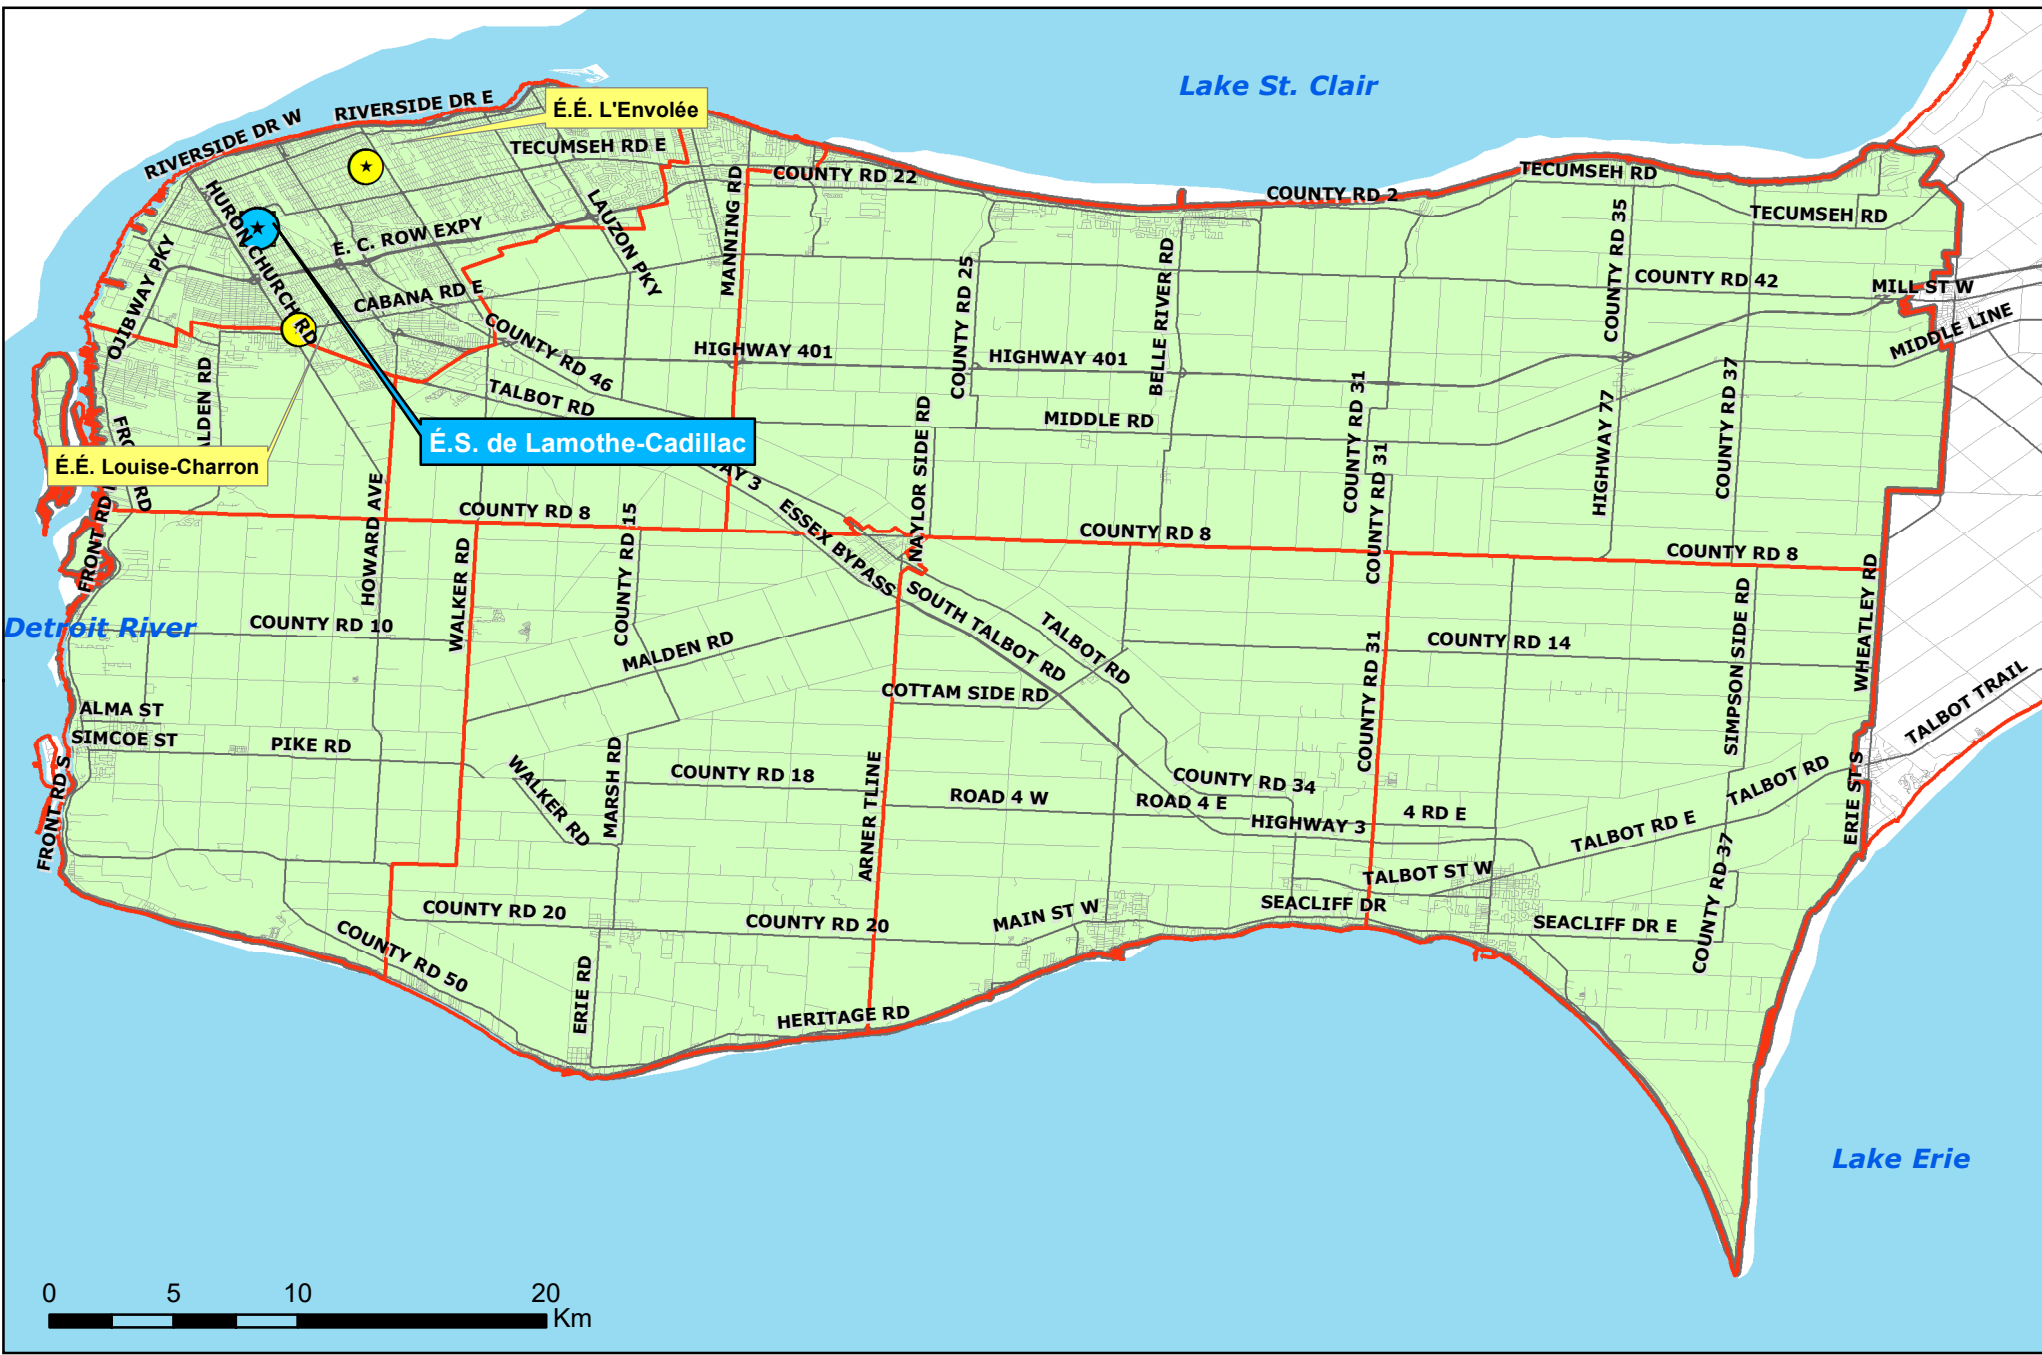 Lake St. Clair
RIVERSIDE DR W
RIVERSIDE DR E
É.É. L'Envolée
TECUMSEH RD E
COUNTY RD 22
COUNTY RD 2
TECUMSEH RD
TECUMSEH RD
HURON CHURCH RD
E. C. ROW EXPY
LAUZON PKY
MANNING RD
OJIBWAY PKY
CABANA RD E
COUNTY RD 25
BELLE RIVER RD
COUNTY RD 35
COUNTY RD 42
MILL ST W
MIDDLE LINE
COUNTY RD 46
HIGHWAY 401
HIGHWAY 401
TALBOT RD
MIDDLE RD
NAYLOR SIDE RD
COUNTY RD 31
COUNTY RD 31
HIGHWAY 77
COUNTY RD 37
É.S. de Lamothe-Cadillac
É.É. Louise-Charron
ALDEN RD
FRO
RD
FRONT RD
WAY 3
HOWARD AVE
COUNTY RD 8
COUNTY RD 15
ESSEX BYPASS
COUNTY RD 8
COUNTY RD 8
WALKER RD
Detroit River
COUNTY RD 10
MALDEN RD
SOUTH TALBOT RD
TALBOT RD
COUNTY RD 31
COUNTY RD 14
SIMPSON SIDE RD
WHEATLEY RD
TALBOT TRAIL
COTTAM SIDE RD
ALMA ST
SIMCOE ST
PIKE RD
FRONT RD S
WALKER RD
MARSH RD
COUNTY RD 18
ARNER TLINE
ROAD 4 W
ROAD 4 E
COUNTY RD 34
HIGHWAY 3
4 RD E
TALBOT RD E
TALBOT RD
ERIE ST S
TALBOT ST W
COUNTY RD 37
COUNTY RD 20
COUNTY RD 20
MAIN ST W
SEACLIFF DR
SEACLIFF DR E
COUNTY RD 50
ERIE RD
HERITAGE RD
Lake Erie
0 5 10 20
Km